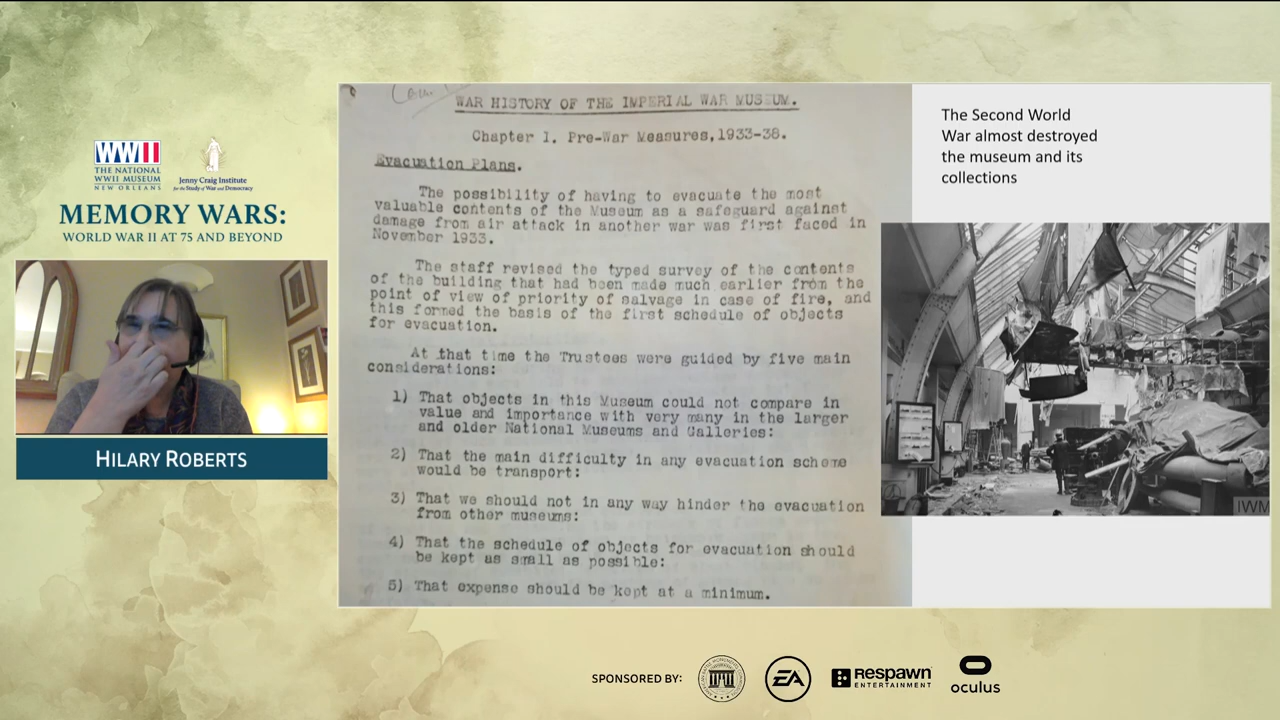 WWII
THE NATIONAL
WWII MUSEUM
NEW ORLEANS
Jenny Craig Institute
for the Study of War and Democracy
MEMORY WARS:
WORLD WAR II AT 75 AND BEYOND
HILARY ROBERTS
WAR HISTORY OF THE IMPERIAL WAR MUSEUM.
Chapter I. Pre-War Measures, 1933-38.
Evacuation Plans.
The possibility of having to evacuate the most
valuable contents of the Museum as a safeguard against
damage from air attack in another war was first faced in
November 1933.
The staff revised the typed survey of the contents
of the building that had been made much earlier from the
point of view of priority of salvage in case of fire, and
this formed the basis of the first schedule of objects
for evacuation.
At that time the Trustees were guided by five main
considerations:
1) That objects in this Museum could not compare in
value and importance with very many in the larger
and older National Museums and Galleries:
2) That the main difficulty in any evacuation scheme
would be transport:
3) That we should not in any way hinder the evacuation
from other museums:
4) That the schedule of objects for evacuation should
be kept as small as possible:
5) That expense should be kept at a minimum.
The Second World
War almost destroyed
the museum and its
collections
IWM
SPONSORED BY:
EA
RESPAWN
ENTERTAINMENT
oculus